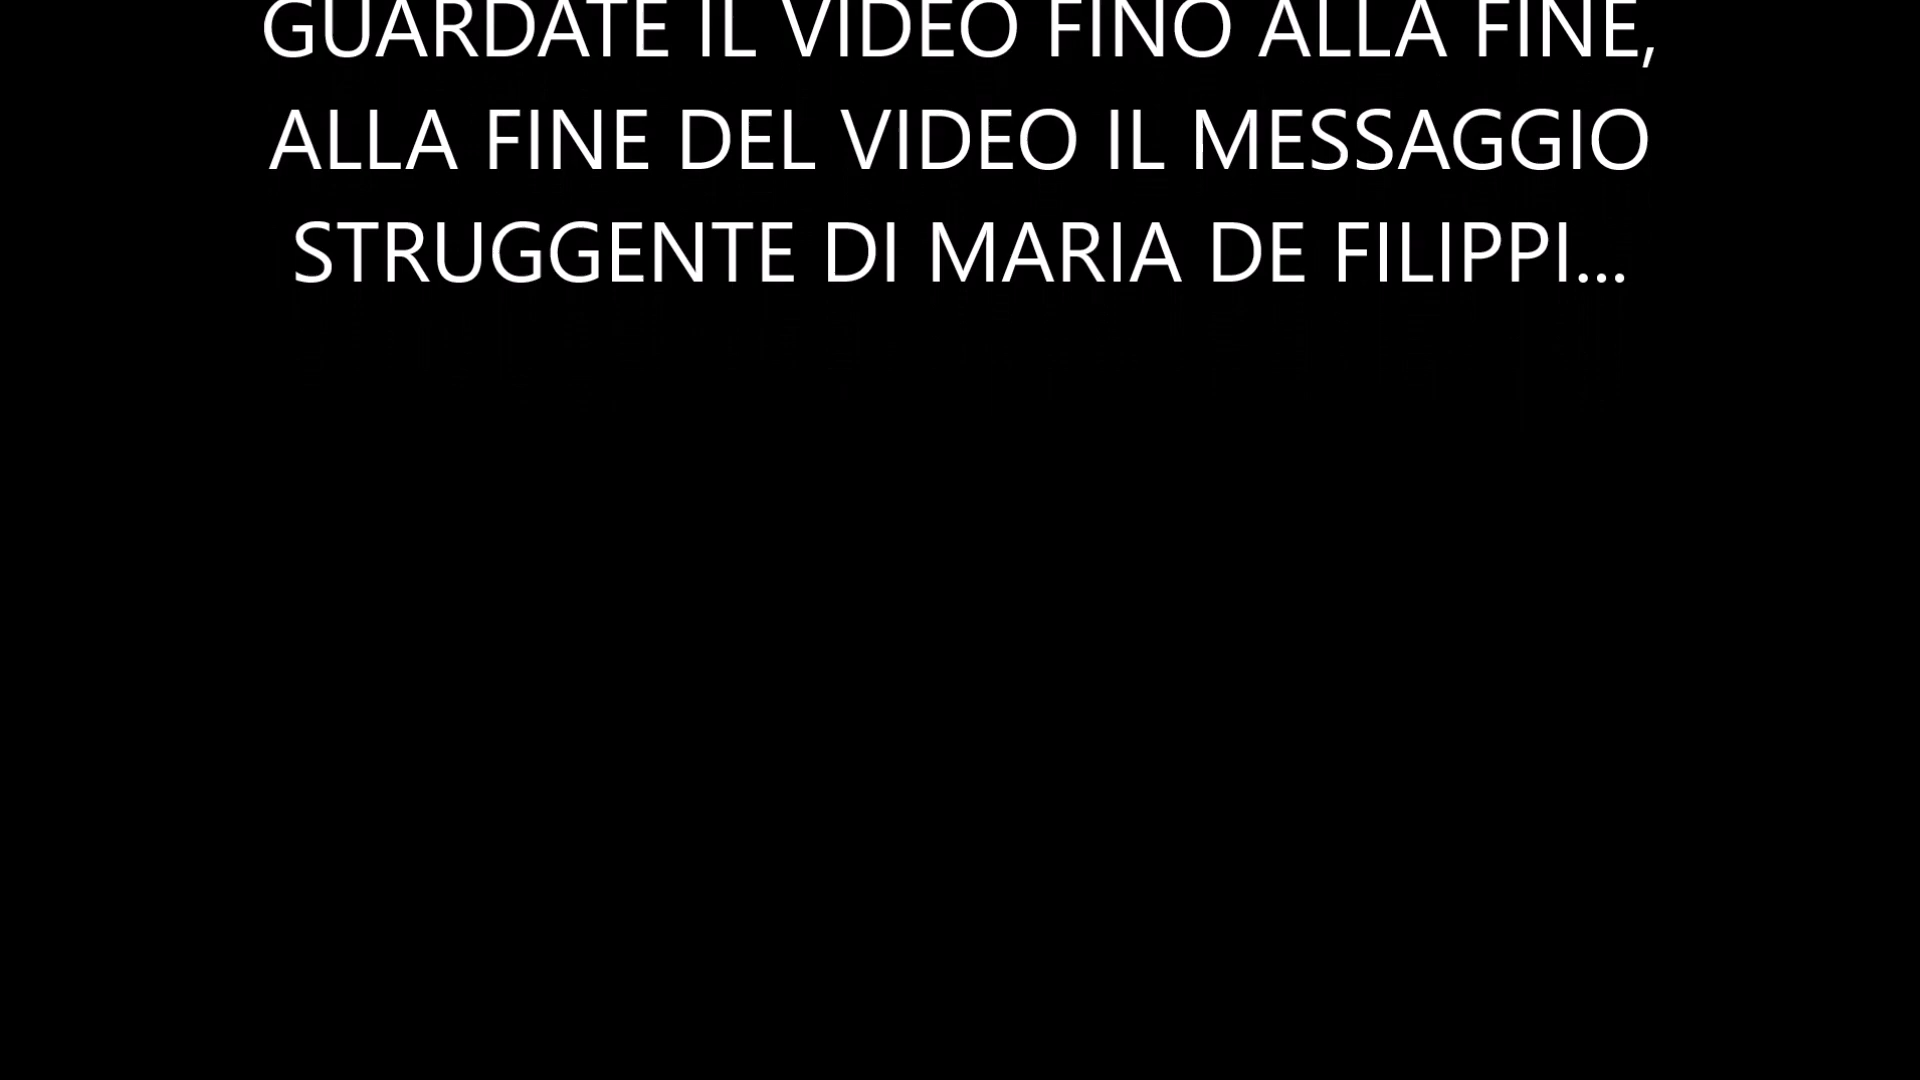 GUARDATE IL VIDEO FINO ALLA FINE,
ALLA FINE DEL VIDEO IL MESSAGGIO
STRUGGENTE DI MARIA DE FILIPPI...